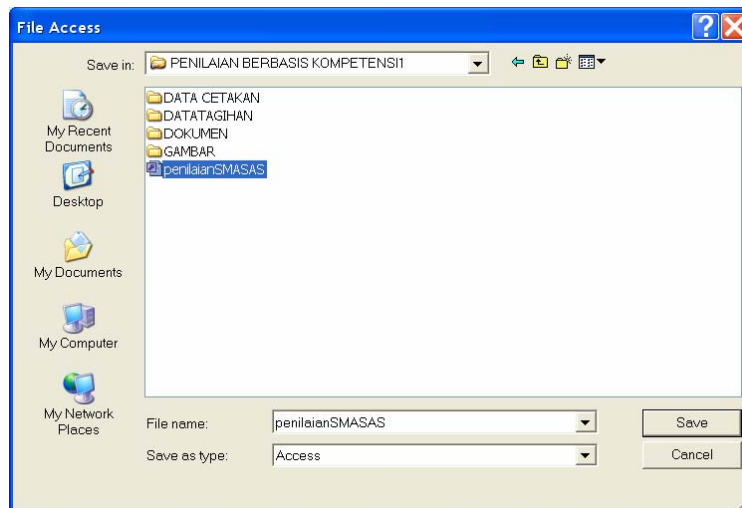 File Access
Save in:
PENILAIAN BERBASIS KOMPETENSI1
My Recent
Documents
Desktop
My Documents
My Computer
My Network
Places
DATA CETAKAN
DATATAGIHAN
DOKUMEN
GAMBAR
penilaianSMASAS
File name:
penilaianSMASAS
Save
Save as type:
Access
Cancel